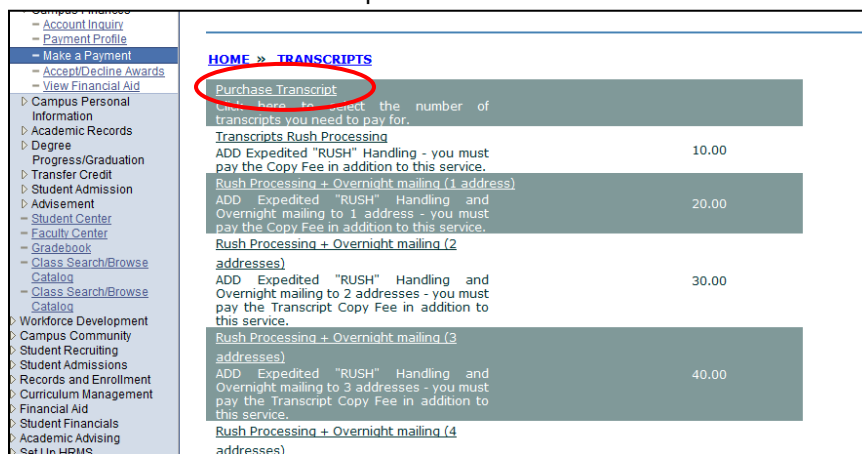 Campus Finances
Account Inquiry
Payment Profile
Make a Payment
Accept/Decline Awards
View Financial Aid
Campus Personal
Information
Academic Records
Degree
Progress/Graduation
Transfer Credit
Student Admission
Advisement
Student Center
Faculty Center
Gradebook
Class Search/Browse
Catalog
Class Search/Browse
Catalog
Workforce Development
Campus Community
Student Recruiting
Student Admissions
Records and Enrollment
Curriculum Management
Financial Aid
Student Financials
Academic Advising
Set Up HRMS
HOME » TRANSCRIPTS
Purchase Transcript
Click here to select the number of
transcripts you need to pay for.
Transcripts Rush Processing
ADD Expedited "RUSH" Handling - you must
pay the Copy Fee in addition to this service.
10.00
Rush Processing + Overnight mailing (1 address)
ADD Expedited "RUSH" Handling and
Overnight mailing to 1 address - you must
pay the Copy Fee in addition to this service.
20.00
Rush Processing + Overnight mailing (2
addresses)
ADD Expedited "RUSH" Handling and
Overnight mailing to 2 addresses - you must
pay the Transcript Copy Fee in addition to
this service.
30.00
Rush Processing + Overnight mailing (3
addresses)
ADD Expedited "RUSH" Handling and
Overnight mailing to 3 addresses - you must
pay the Transcript Copy Fee in addition to
this service.
40.00
Rush Processing + Overnight mailing (4
addresses)